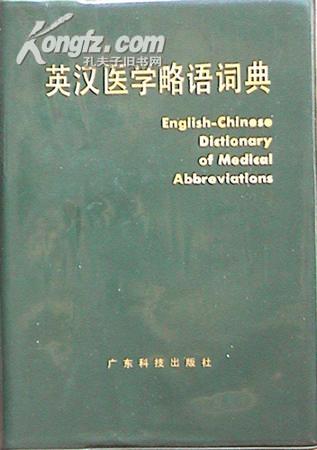 Kongfz.com
孔夫子旧书网
英汉医学略语词典
English-Chinese
Dictionary
of Medical
Abbreviations
广东科技出版社